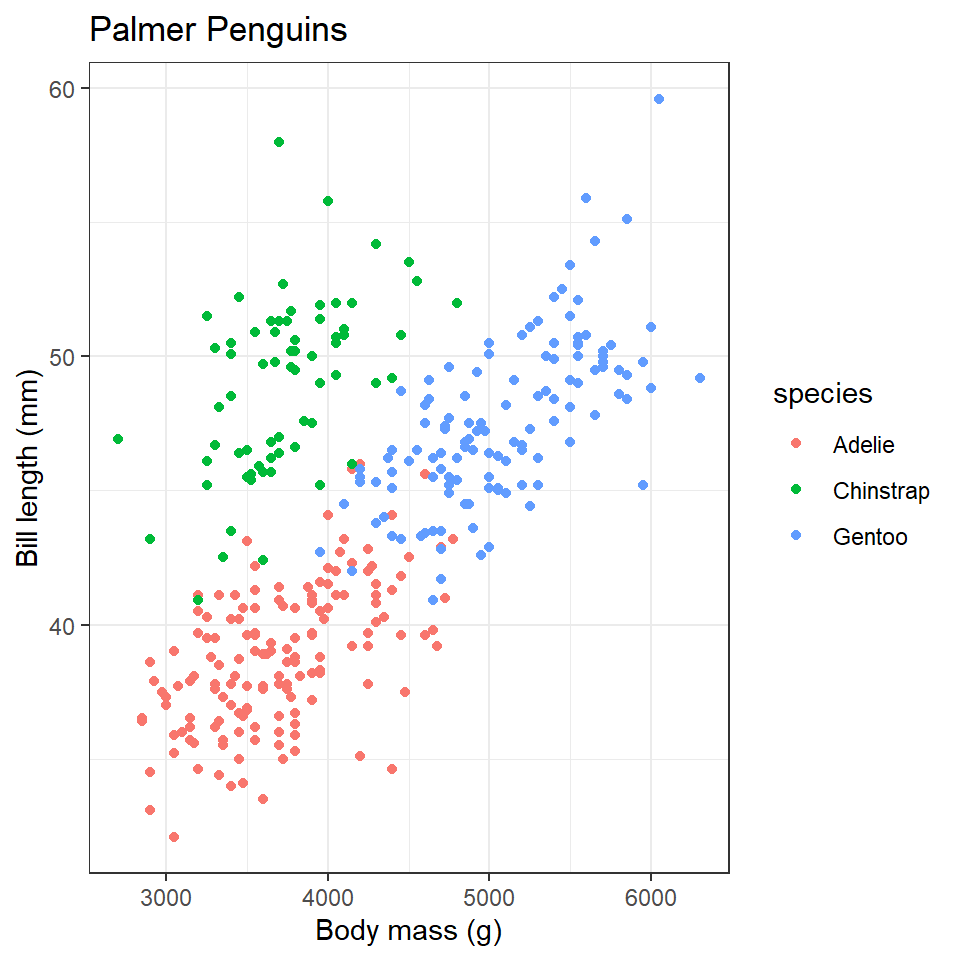 Palmer Penguins
60
50
40
Bill length (mm)
3000 4000 5000 6000
Body mass (g)
species
Adelie
Chinstrap
Gentoo